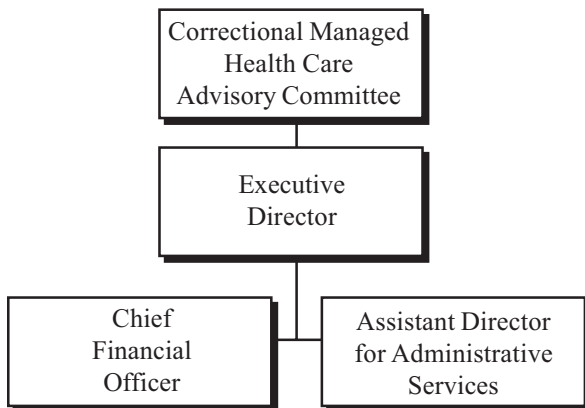 Correctional Managed
Health Care
Advisory Committee
Executive
Director
Chief
Financial
Officer
Assistant Director
for Administrative
Services